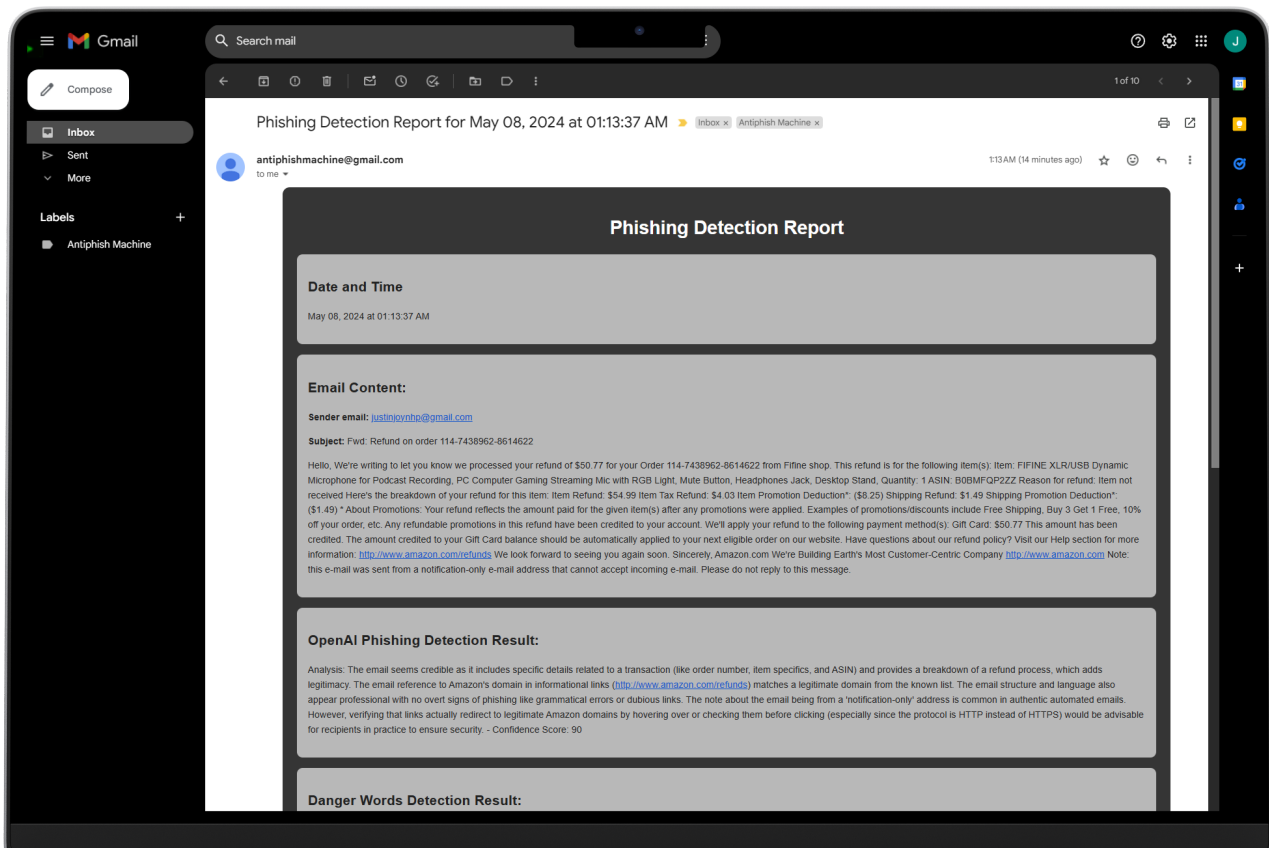 Gmail
Search mail
J
Compose
1 of 10
31
Inbox
Sent
More
Labels
Antiphish Machine
Phishing Detection Report for May 08, 2024 at 01:13:37 AM
Inbox x
Antiphish Machine x
antiphishmachine@gmail.com
1:13 AM (14 minutes ago)
to me
Phishing Detection Report
Date and Time
May 08, 2024 at 01:13:37 AM
Email Content:
Sender email: justinjoynhp@gmail.com
Subject: Fwd: Refund on order 114-7438962-8614622
Hello, We're writing to let you know we processed your refund of $50.77 for your Order 114-7438962-8614622 from Fifine shop. This refund is for the following item(s): Item: FIFINE XLR/USB Dynamic
Microphone for Podcast Recording, PC Computer Gaming Streaming Mic with RGB Light, Mute Button, Headphones Jack, Desktop Stand, Quantity: 1 ASIN: B0BMFQP2ZZ Reason for refund: Item not
received Here's the breakdown of your refund for this item: Item Refund: $54.99 Item Tax Refund: $4.03 Item Promotion Deduction*: ($8.25) Shipping Refund: $1.49 Shipping Promotion Deduction*:
($1.49) * About Promotions: Your refund reflects the amount paid for the given item(s) after any promotions were applied. Examples of promotions/discounts include Free Shipping, Buy 3 Get 1 Free, 10%
off your order, etc. Any refundable promotions in this refund have been credited to your account. We'll apply your refund to the following payment method(s): Gift Card: $50.77 This amount has been
credited. The amount credited to your Gift Card balance should be automatically applied to your next eligible order on our website. Have questions about our refund policy? Visit our Help section for more
information: http://www.amazon.com/refunds We look forward to seeing you again soon. Sincerely, Amazon.com We're Building Earth's Most Customer-Centric Company http://www.amazon.com Note:
this e-mail was sent from a notification-only e-mail address that cannot accept incoming e-mail. Please do not reply to this message.
OpenAI Phishing Detection Result:
Analysis: The email seems credible as it includes specific details related to a transaction (like order number, item specifics, and ASIN) and provides a breakdown of a refund process, which adds
legitimacy. The email reference to Amazon's domain in informational links (http://www.amazon.com/refunds) matches a legitimate domain from the known list. The email structure and language also
appear professional with no overt signs of phishing like grammatical errors or dubious links. The note about the email being from a 'notification-only' address is common in authentic automated emails.
However, verifying that links actually redirect to legitimate Amazon domains by hovering over or checking them before clicking (especially since the protocol is HTTP instead of HTTPS) would be advisable
for recipients in practice to ensure security. - Confidence Score: 90
Danger Words Detection Result: